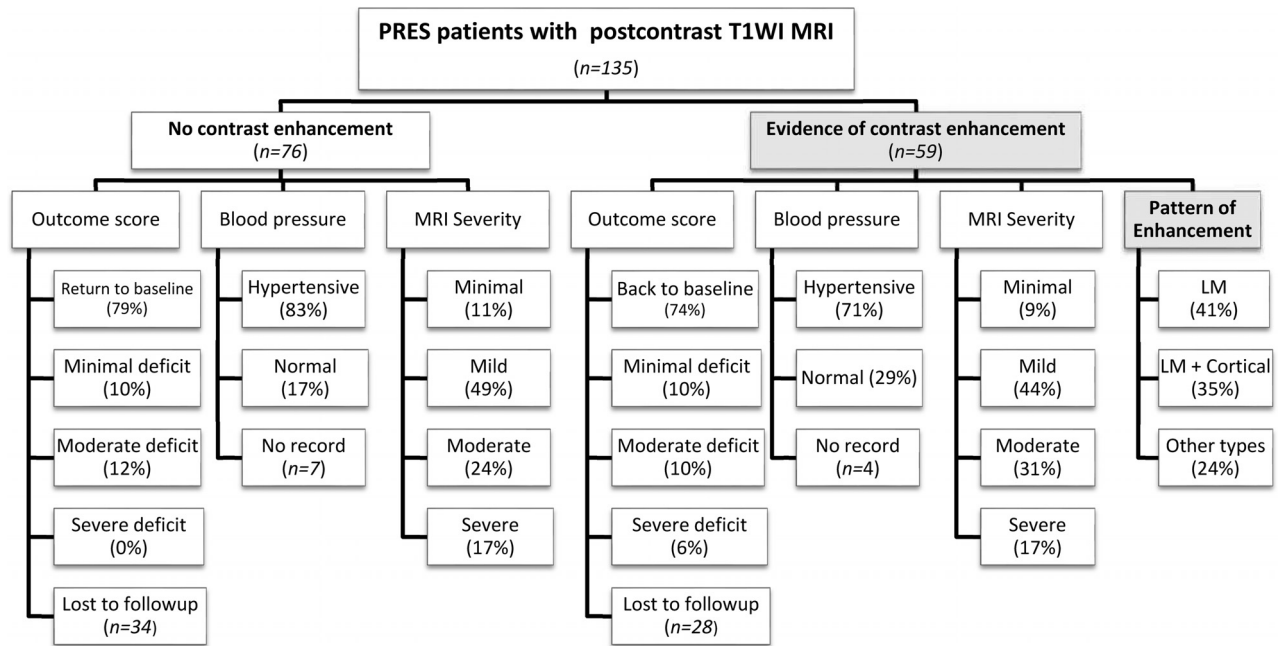 PRES patients with postcontrast T1WI MRI
(n=135)
No contrast enhancement
(n=76)
Evidence of contrast enhancement
(n=59)
Outcome score
Blood pressure
MRI Severity
Outcome score
Blood pressure
MRI Severity
Pattern of
Enhancement
Return to baseline
(79%)
Minimal deficit
(10%)
Moderate deficit
(12%)
Severe deficit
(0%)
Lost to followup
(n=34)
Hypertensive
(83%)
Normal
(17%)
No record
(n=7)
Minimal
(11%)
Mild
(49%)
Moderate
(24%)
Severe
(17%)
Back to baseline
(74%)
Minimal deficit
(10%)
Moderate deficit
(10%)
Severe deficit
(6%)
Lost to followup
(n=28)
Hypertensive
(71%)
Normal (29%)
No record
(n=4)
Minimal
(9%)
Mild
(44%)
Moderate
(31%)
Severe
(17%)
LM
(41%)
LM + Cortical
(35%)
Other types
(24%)